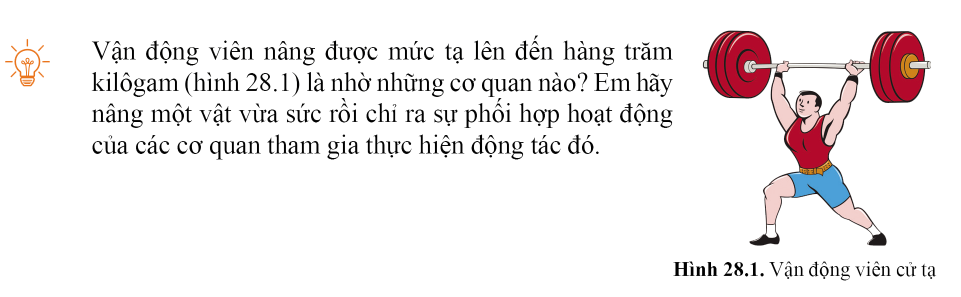 Vận động viên nâng được mức tạ lên đến hàng trăm
kilôgam (hình 28.1) là nhờ những cơ quan nào? Em hãy
nâng một vật vừa sức rồi chỉ ra sự phối hợp hoạt động
của các cơ quan tham gia thực hiện động tác đó.
Hình 28.1. Vận động viên cử tạ